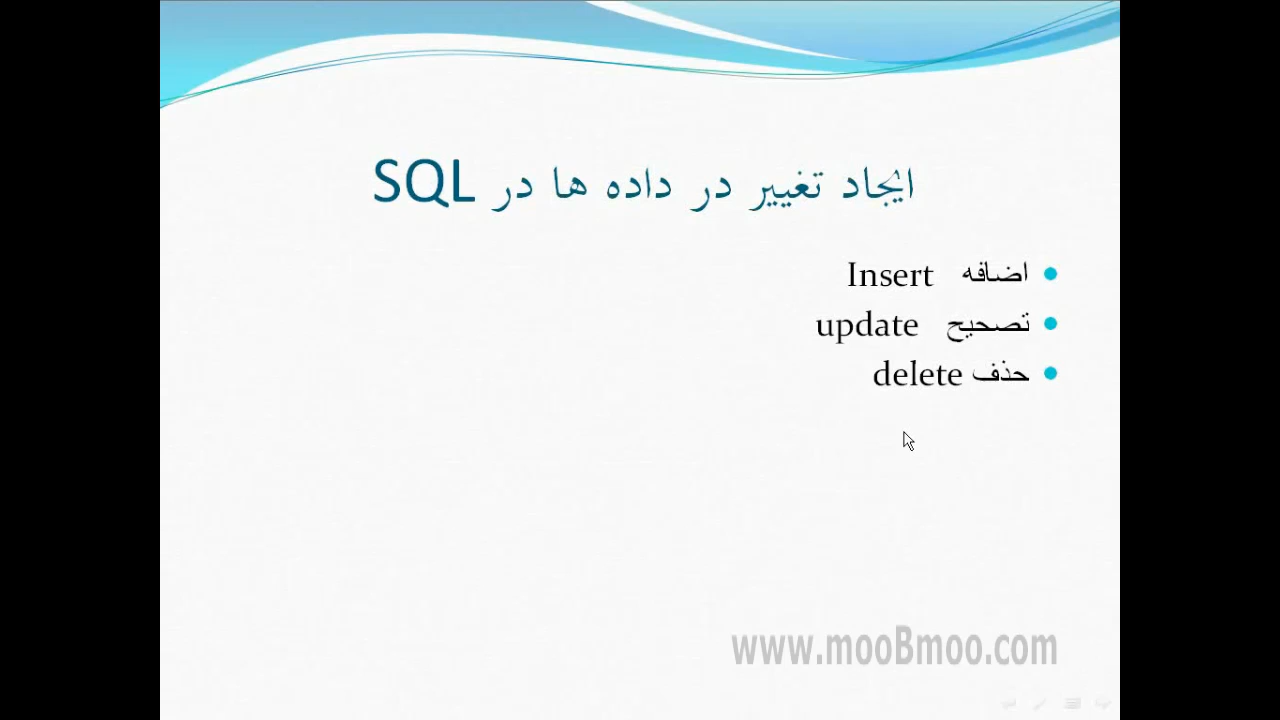 ایجاد تغییر در داده ها در SQL
اضافه Insert
تصحیح update
حذف delete
www.mooBmoo.com